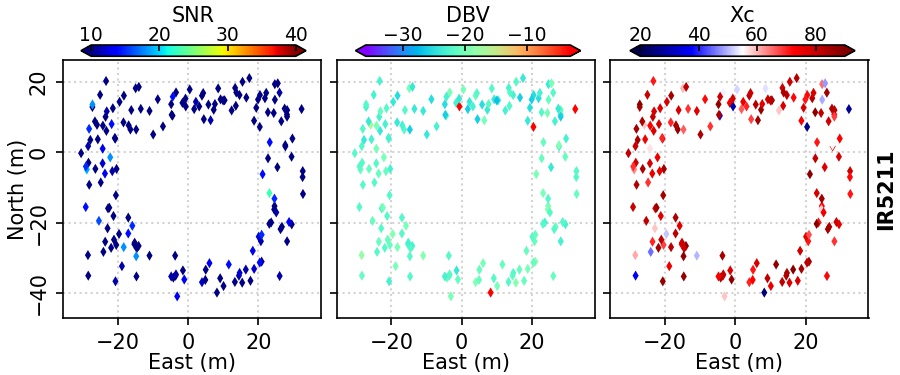 SNR
DBV
Xc
10 20 30 40
−30 −20 −10
20 40 60 80
20
0
−20
−40
North (m)
−20 0 20
−20 0 20
−20 0 20
East (m)
East (m)
East (m)
IR5211